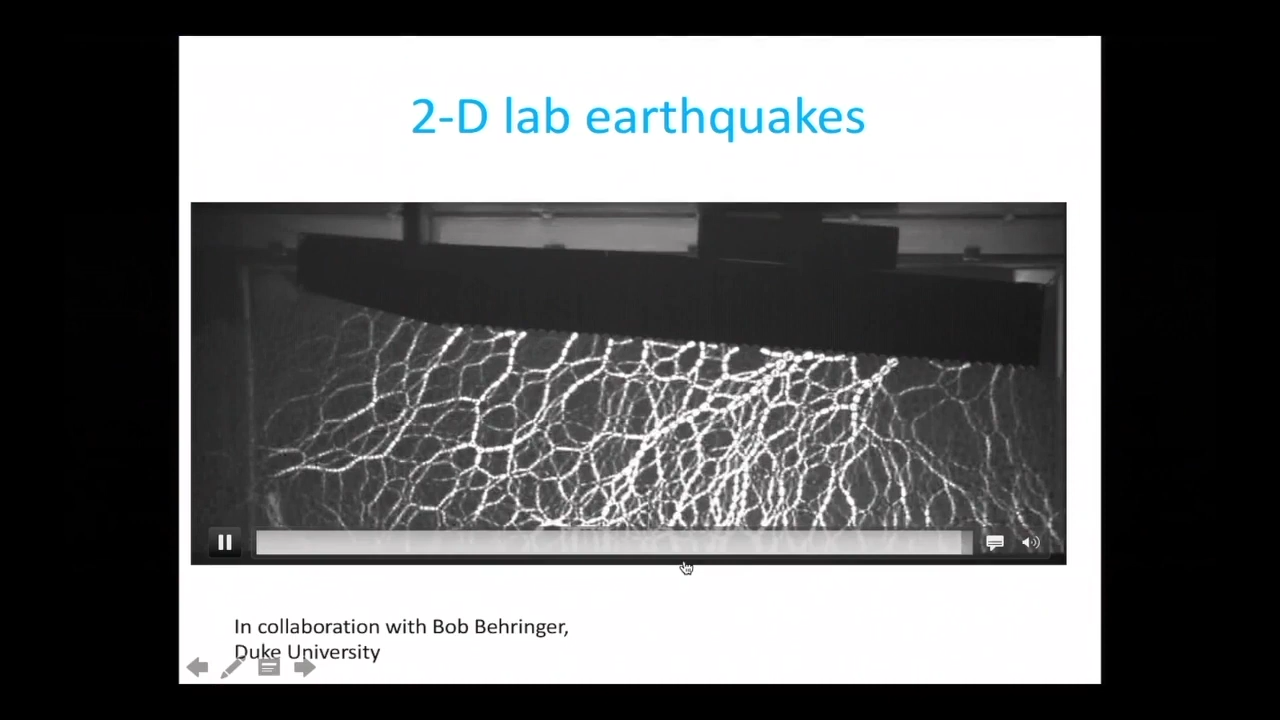 2-D lab earthquakes
In collaboration with Bob Behringer,
Duke University